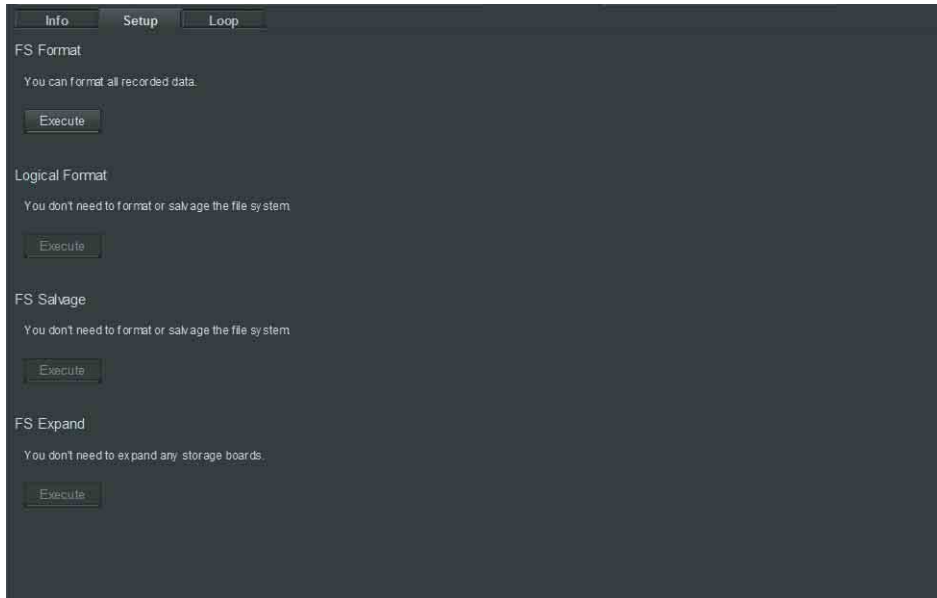 Info Setup Loop
FS Format
You can format all recorded data.
Execute
Logical Format
You don't need to format or salvage the file system.
Execute
FS Salvage
You don't need to format or salvage the file system.
Execute
FS Expand
You don't need to expand any storage boards.
Execute